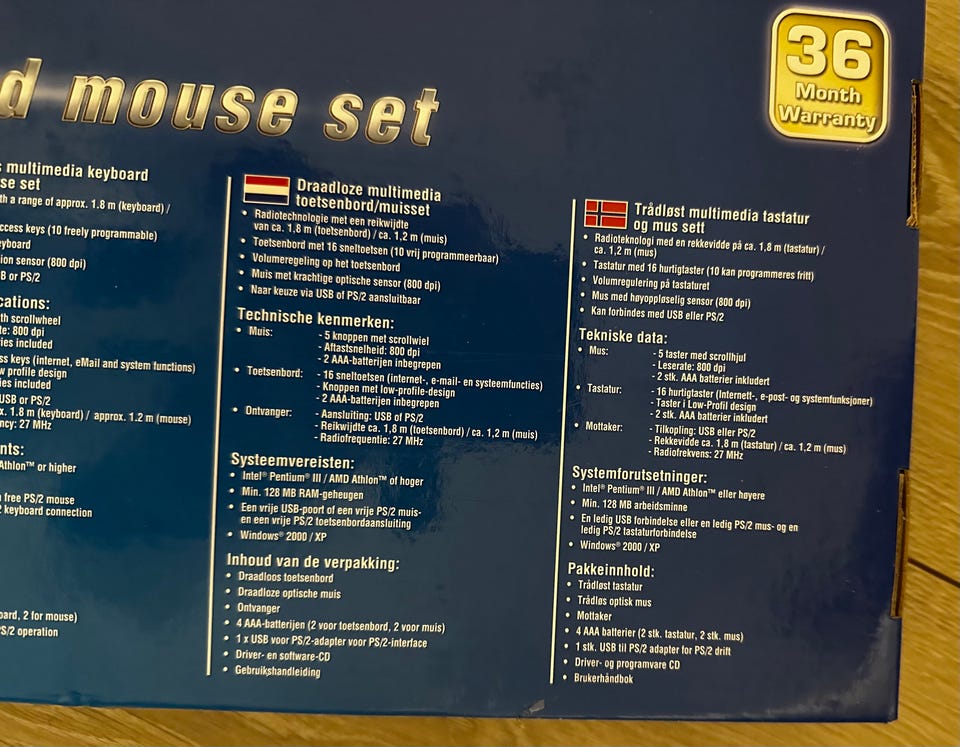 mouse set
36
Month
Warranty
multimedia keyboard
set
a range of approx. 1.8 m (keyboard) /
keys (10 freely programmable)
sensor (800 dpi)
or PS/2
scrollwheel
800 dpi
included
keys (internet, eMail and system functions)
profile design
included
USB or PS/2
1.8 m (keyboard) / approx. 1.2 m (mouse)
27 MHz
Athlon™ or higher
free PS/2 mouse
keyboard connection
2 for mouse)
operation
Draadloze multimedia
toetsenbord/muisset
• Radiotechnologie met een reikwijdte
van ca. 1,8 m (toetsenbord) / ca. 1,2 m (muis)
• Toetsenbord met 16 sneltoetsen (10 vrij programmeerbaar)
• Volumeregeling op het toetsenbord
• Muis met krachtige optische sensor (800 dpi)
• Naar keuze via USB of PS/2 aansluitbaar
Technische kenmerken:
• Muis: - 5 knoppen met scrollwiel
- Aftastsnelheid: 800 dpi
- 2 AAA-batterijen inbegrepen
• Toetsenbord: - 16 sneltoetsen (internet-, e-mail- en systeemfuncties)
- Knoppen met low-profile-design
- 2 AAA-batterijen inbegrepen
• Ontvanger: - Aansluiting: USB of PS/2
- Reikwijdte ca. 1,8 m (toetsenbord) / ca. 1,2 m (muis)
- Radiofrequentie: 27 MHz
Systeemvereisten:
• Intel® Pentium® III / AMD Athlon™ of hoger
• Min. 128 MB RAM-geheugen
• Een vrije USB-poort of een vrije PS/2 muis-
en een vrije PS/2 toetsenbordaansluiting
• Windows® 2000 / XP
Inhoud van de verpakking:
• Draadloos toetsenbord
• Draadloze optische muis
• Ontvanger
• 4 AAA-batterijen (2 voor toetsenbord, 2 voor muis)
• 1 x USB voor PS/2-adapter voor PS/2-interface
• Driver- en software-CD
• Gebruikshandleiding
Trådløst multimedia tastatur
og mus sett
• Radioteknologi med en rekkevidde på ca. 1,8 m (tastatur) /
ca. 1,2 m (mus)
• Tastatur med 16 hurtigtaster (10 kan programmeres fritt)
• Volumregulering på tastaturet
• Mus med høyoppløselig sensor (800 dpi)
• Kan forbindes med USB eller PS/2
Tekniske data:
• Mus: - 5 taster med scrollhjul
- Leserate: 800 dpi
- 2 stk. AAA batterier inkludert
• Tastatur: - 16 hurtigtaster (Internett-, e-post- og systemfunksjoner)
- Taster i Low-Profil design
- 2 stk. AAA batterier inkludert
• Mottaker: - Tilkopling: USB eller PS/2
- Rekkevidde ca. 1,8 m (tastatur) / ca. 1,2 m (mus)
- Radiofrekvens: 27 MHz
Systemforutsetninger:
• Intel® Pentium® III / AMD Athlon™ eller høyere
• Min. 128 MB arbeidsminne
• En ledig USB forbindelse eller en ledig PS/2 mus- og en
ledig PS/2 tastaturforbindelse
• Windows® 2000 / XP
Pakkeinnhold:
• Trådløst tastatur
• Trådløs optisk mus
• Mottaker
• 4 AAA batterier (2 stk. tastatur, 2 stk. mus)
• 1 stk. USB til PS/2 adapter for PS/2 drift
• Driver- og programvare CD
• Brukerhåndbok